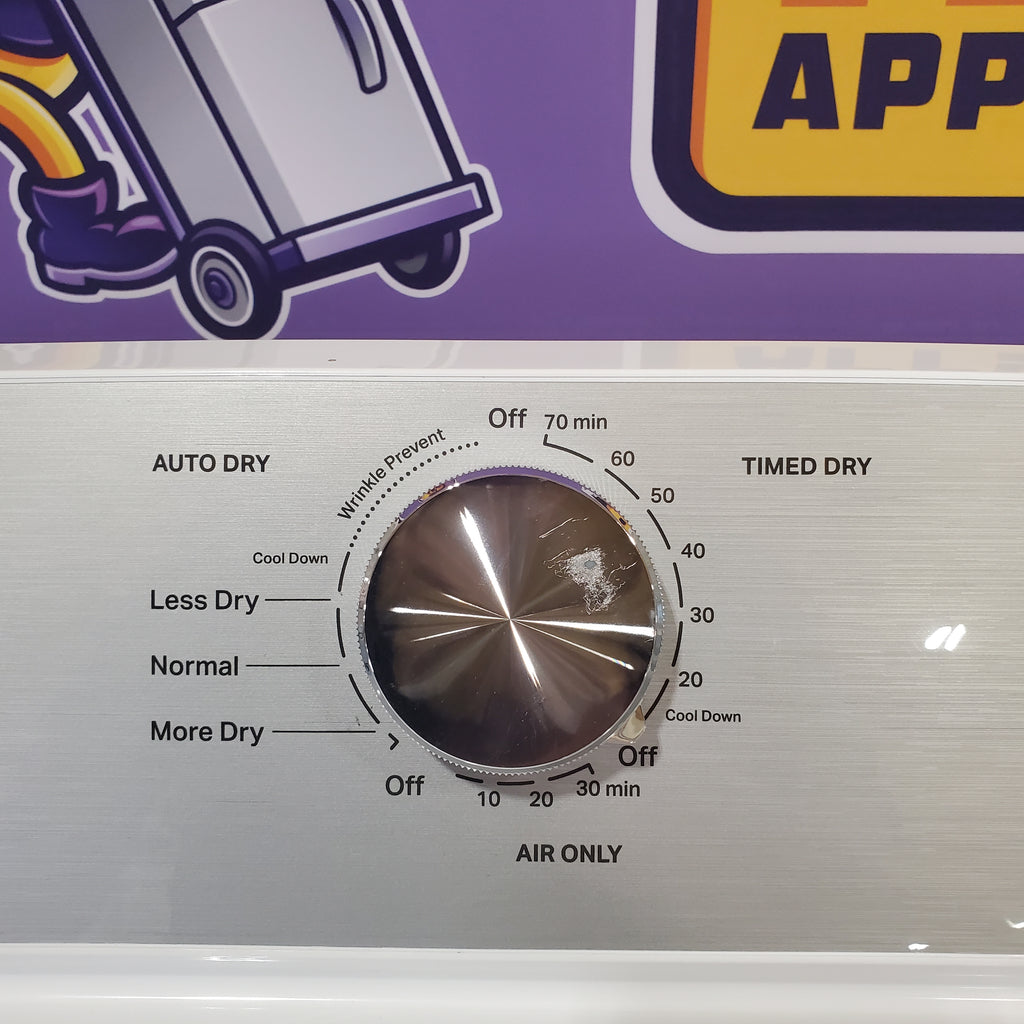 APP
Off 70 min
Wrinkle Prevent
60
AUTO DRY
TIMED DRY
50
40
Cool Down
Less Dry
30
Normal
20
Cool Down
More Dry
Off
Off
10 20 30 min
AIR ONLY